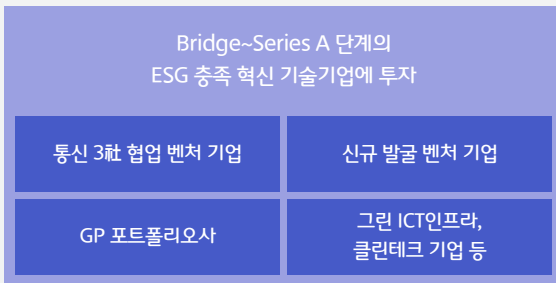 Bridge~Series A 단계의
ESG 충족 혁신 기술기업에 투자
통신 3社 협업 벤처 기업
신규 발굴 벤처 기업
GP 포트폴리오사
그린 ICT인프라,
클린테크 기업 등